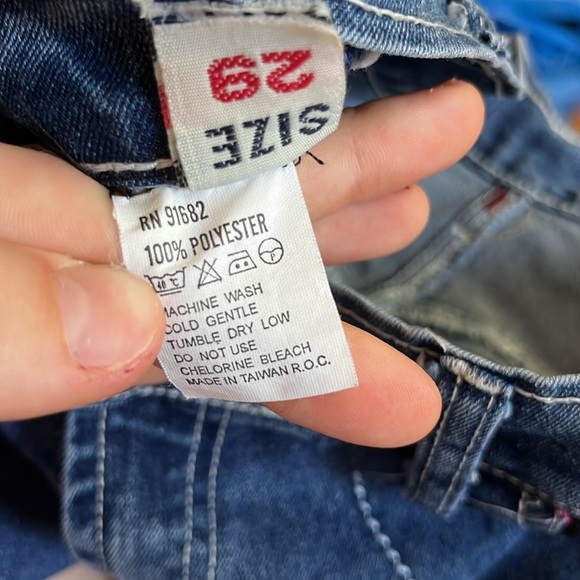 SIZE
29
RN 91682
100% POLYESTER
40 ℃ P
MACHINE WASH
COLD GENTLE
TUMBLE DRY LOW
DO NOT USE
CHELORINE BLEACH
MADE IN TAIWAN R.O.C.